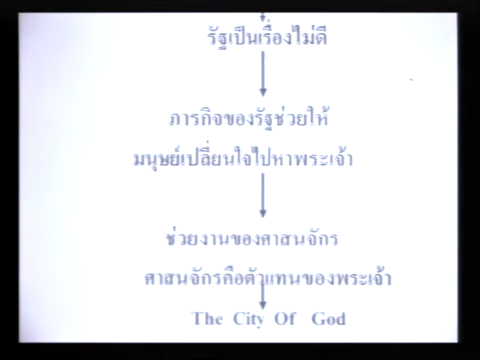 รัฐเป็นเรื่องไม่ดี
ภารกิจของรัฐช่วยให้
มนุษย์เปลี่ยนใจไปหาพระเจ้า
ช่วยงานของศาสนจักร
ศาสนจักรคือตัวแทนของพระเจ้า
The City Of God